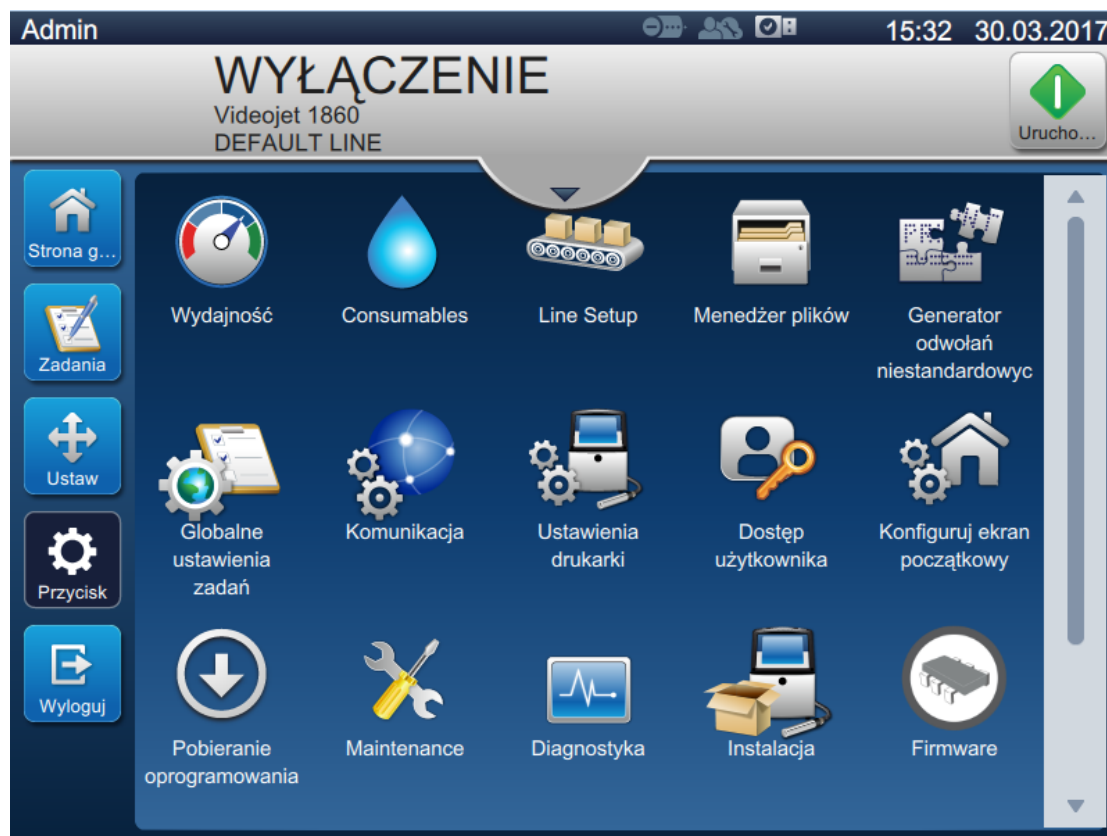 Admin
15:32 30.03.2017
WYŁĄCZENIE
Videojet 1860
DEFAULT LINE
Urucho...
Strona g...
Zadania
Ustaw
Przycisk
Wyloguj
Wydajność
Consumables
Line Setup
Menedżer plików
Generator
odwołań
niestandardowyc
Globalne
ustawienia
zadań
Komunikacja
Ustawienia
drukarki
Dostęp
użytkownika
Konfiguruj ekran
początkowy
Pobieranie
oprogramowania
Maintenance
Diagnostyka
Instalacja
Firmware